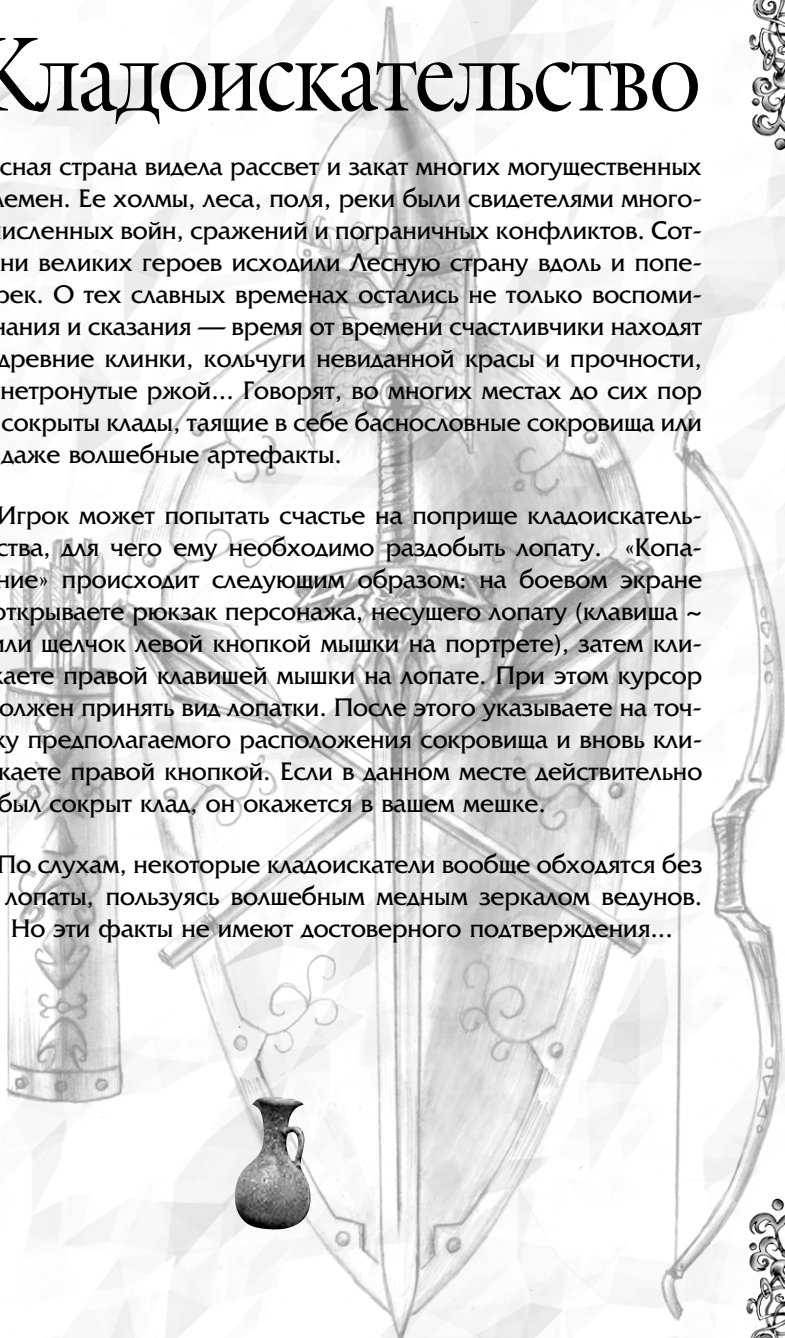 Кладоискательство
сная страна видела рассвет и закат многих могущественных
лемен. Ее холмы, леса, поля, реки были свидетелями много-
исленных войн, сражений и пограничных конфликтов. Сот-
ни великих героев исходили Лесную страну вдоль и попе-
рек. О тех славных временах остались не только воспоми-
нания и сказания — время от времени счастливчики находят
древние клинки, кольчуги невиданной красы и прочности,
нетронутые ржой... Говорят, во многих местах до сих пор
сокрыты клады, таящие в себе баснословные сокровища или
даже волшебные артефакты.
Игрок может попытать счастье на поприще кладоискатель-
ства, для чего ему необходимо раздобыть лопату. «Копа-
ние» происходит следующим образом: на боевом экране
открываете рюкзак персонажа, несущего лопату (клавиша ~
или щелчок левой кнопкой мышки на портрете), затем кли-
каете правой клавишей мышки на лопате. При этом курсор
олжен принять вид лопатки. После этого указываете на точ-
ку предполагаемого расположения сокровища и вновь кли-
каете правой кнопкой. Если в данном месте действительно
был сокрыт клад, он окажется в вашем мешке.
По слухам, некоторые кладоискатели вообще обходятся без
лопаты, пользуясь волшебным медным зеркалом ведунов.
Но эти факты не имеют достоверного подтверждения...